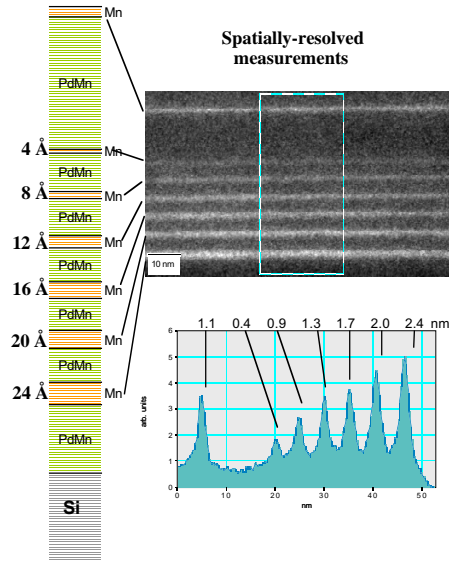 Mn
Spatially-resolved
measurements
PdMn
4 Å
Mn
PdMn
8 Å
Mn
PdMn
12 Å
Mn
10 nm
PdMn
16 Å
Mn
PdMn
20 Å
Mn
PdMn
24 Å
Mn
PdMn
Si
1.1
0.4
0.9
1.3
1.7
2.0
2.4 nm
arb. units
6
5
4
3
2
1
0
0
10
20
30
40
50
nm